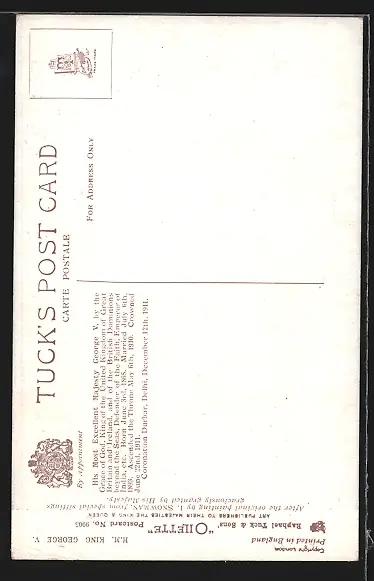 TUCK'S POST CARD
CARTE POSTALE
By Appointment
FOR ADDRESS ONLY
His Most Excellent Majesty George V, by the
Grace of God, King of the United Kingdom of Great
Britain and Ireland, and of the British Dominions
beyond the Seas, Defender of the Faith, Emperor of
India, etc. Born June 3rd, 1865. Married July 6th,
1893. Ascended the Throne May 6th, 1910. Crowned
June 22nd, 1911.
Coronation Durbar, Delhi, December 12th, 1911.
Copyright London
Printed in England
H.M. KING GEORGE V.
Raphael Tuck & Sons' "OILETTE" Postcard No. 9965
ART PUBLISHERS TO THEIR MAJESTIES THE KING & QUEEN
After the original painting by I. SNOWMAN, from special sittings
graciously granted by His Majesty.